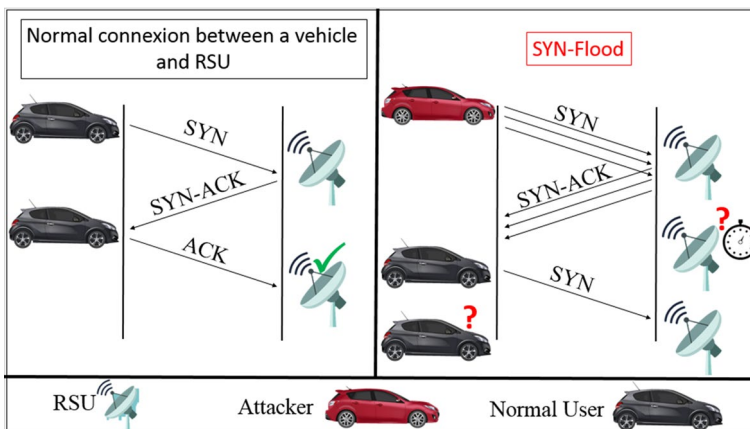 Normal connexion between a vehicle
and RSU
SYN
SYN-ACK
ACK
SYN-Flood
SYN
SYN-ACK
?
SYN
?
RSU
Attacker
Normal User